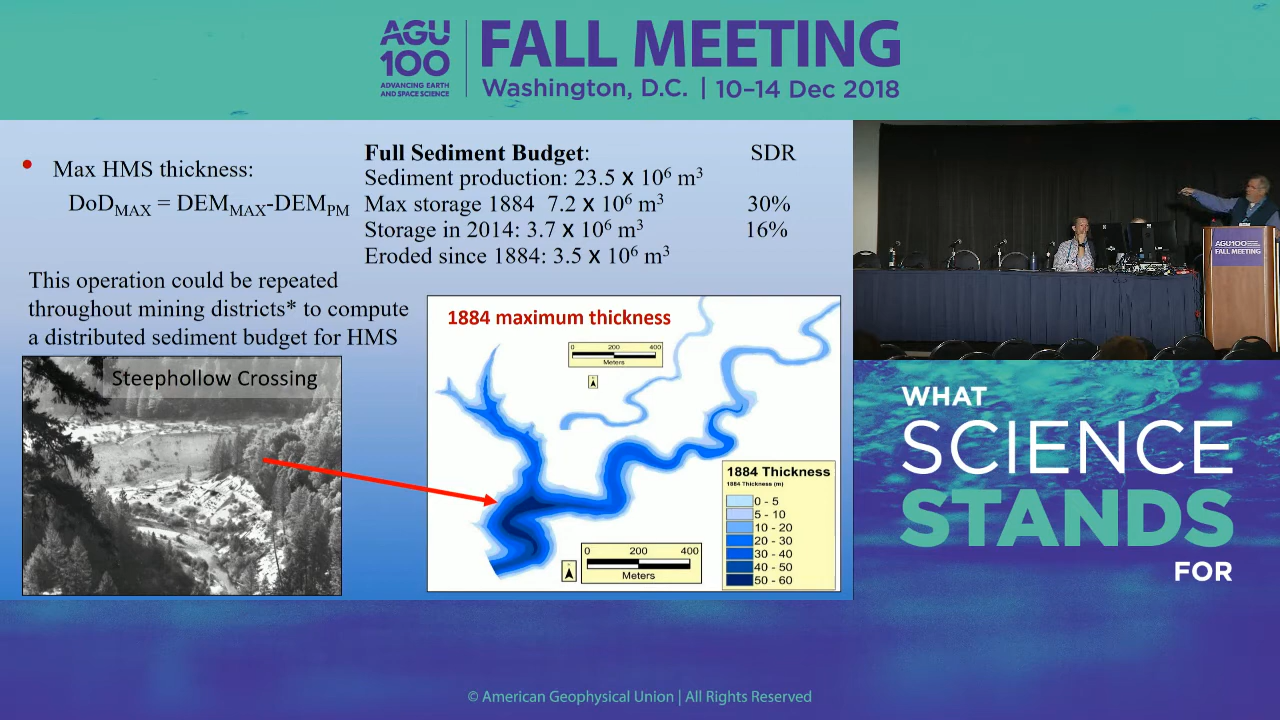 AGU
100
ADVANCING EARTH
AND SPACE SCIENCE
FALL MEETING
Washington, D.C. | 10–14 Dec 2018
• Max HMS thickness:
DoDMAX = DEMMAX-DEMPM
Full Sediment Budget: SDR
Sediment production: 23.5 x 10⁶ m³
Max storage 1884 7.2 x 10⁶ m³ 30%
Storage in 2014: 3.7 x 10⁶ m³ 16%
Eroded since 1884: 3.5 x 10⁶ m³
This operation could be repeated
throughout mining districts* to compute
a distributed sediment budget for HMS
Steephollow Crossing
1884 maximum thickness
0 200 400
Meters
1884 Thickness
1884 Thickness (m)
0 - 5
5 - 10
10 - 20
20 - 30
30 - 40
40 - 50
50 - 60
0 200 400
Meters
AGU100
FALL MEETING
WHAT
SCIENCE
STANDS
FOR
© American Geophysical Union | All Rights Reserved